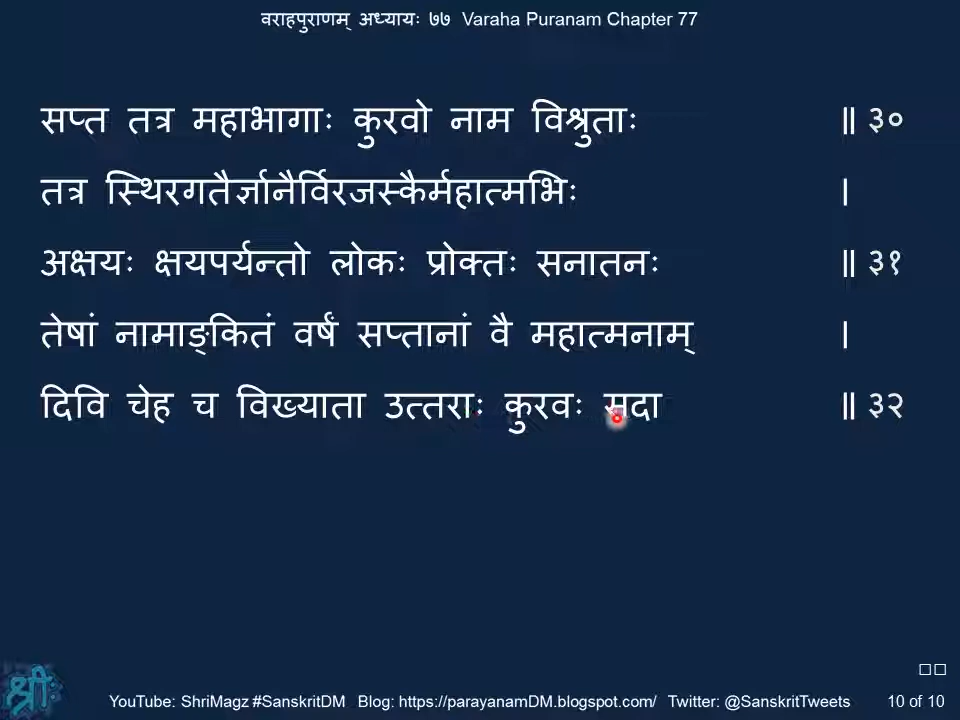 वराहपुराणम् अध्यायः ७७ Varaha Puranam Chapter 77
सप्त तत्र महाभागाः कुरवो नाम विश्रुताः ॥ ३०
तत्र स्थिरगतैर्ज्ञानैर्विरजस्कैर्महात्मभिः ।
अक्षयः क्षयपर्यन्तो लोकः प्रोक्तः सनातनः ॥ ३१
तेषां नामाङ्कितं वर्षं सप्तानां वै महात्मनाम् ।
दिवि चेह च विख्याता उत्तराः कुरवः सदा ॥ ३२
श्रीः
YouTube: ShriMagz #SanskritDM Blog: https://parayanamDM.blogspot.com/ Twitter: @SanskritTweets 10 of 10